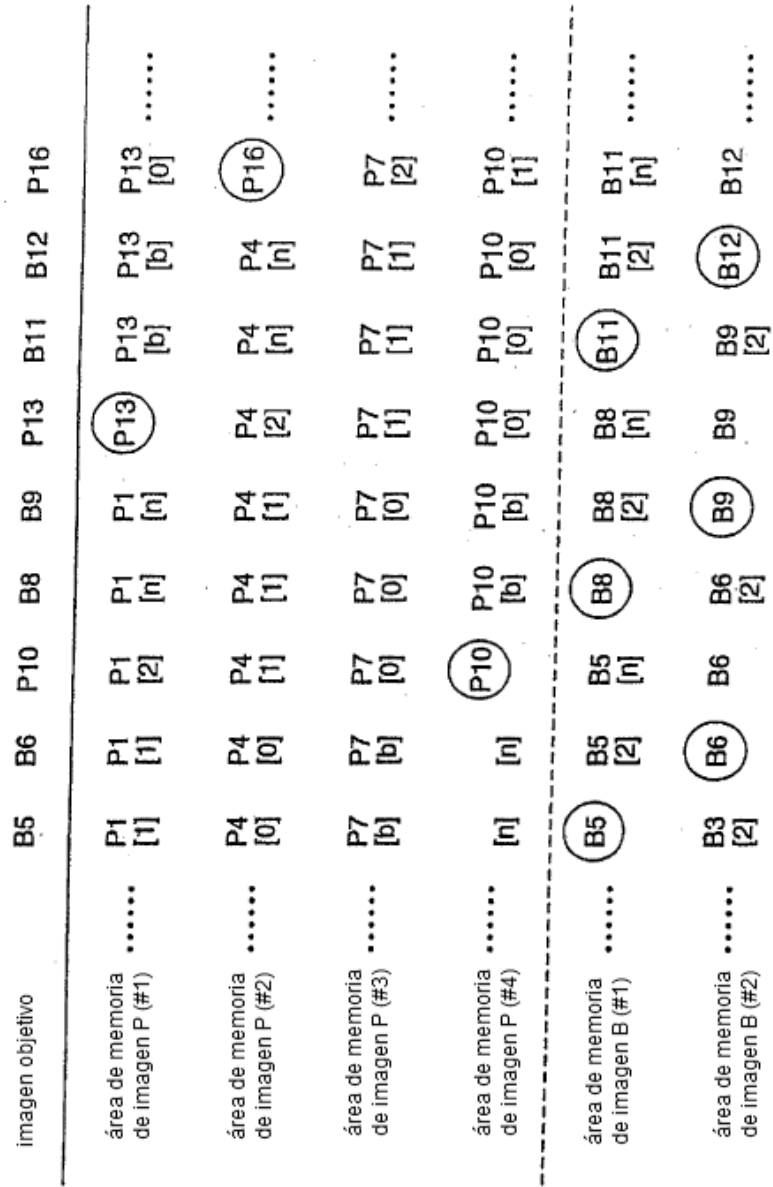 imagen objetivo B5 B6 P10 B8 B9 P13 B11 B12 P16
área de memoria ...... P1 P1 P1 P1 P1 P13 P13 P13 P13 ......
de imagen P (#1) [1] [1] [2] [n] [n] [b] [b] [0]
área de memoria ...... P4 P4 P4 P4 P4 P4 P4 P4 P16 ......
de imagen P (#2) [0] [0] [1] [1] [1] [2] [n] [n]
área de memoria ...... P7 P7 P7 P7 P7 P7 P7 P7 P7 ......
de imagen P (#3) [b] [b] [0] [0] [0] [1] [1] [1] [2]
área de memoria ...... P10 P10 P10 P10 P10 P10 P10 ......
de imagen P (#4) [n] [n] [b] [b] [0] [0] [0] [1]
área de memoria ...... B5 B5 B5 B8 B8 B8 B11 B11 B11 ......
de imagen B (#1) [2] [n] [2] [n] [2] [n]
área de memoria ...... B3 B6 B6 B6 B9 B9 B9 B12 B12 ......
de imagen B (#2) [2] [2] [2]